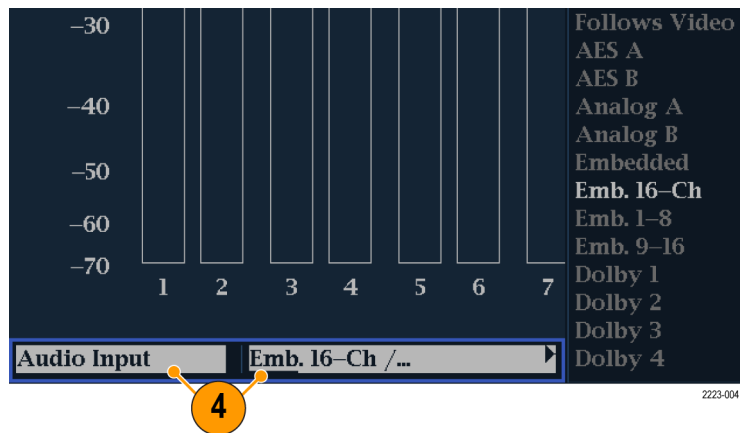 –30
–40
–50
–60
–70
1 2 3 4 5 6 7
Follows Video
AES A
AES B
Analog A
Analog B
Embedded
Emb. 16–Ch
Emb. 1–8
Emb. 9–16
Dolby 1
Dolby 2
Dolby 3
Dolby 4
Audio Input Emb. 16–Ch /...
4
2223-004